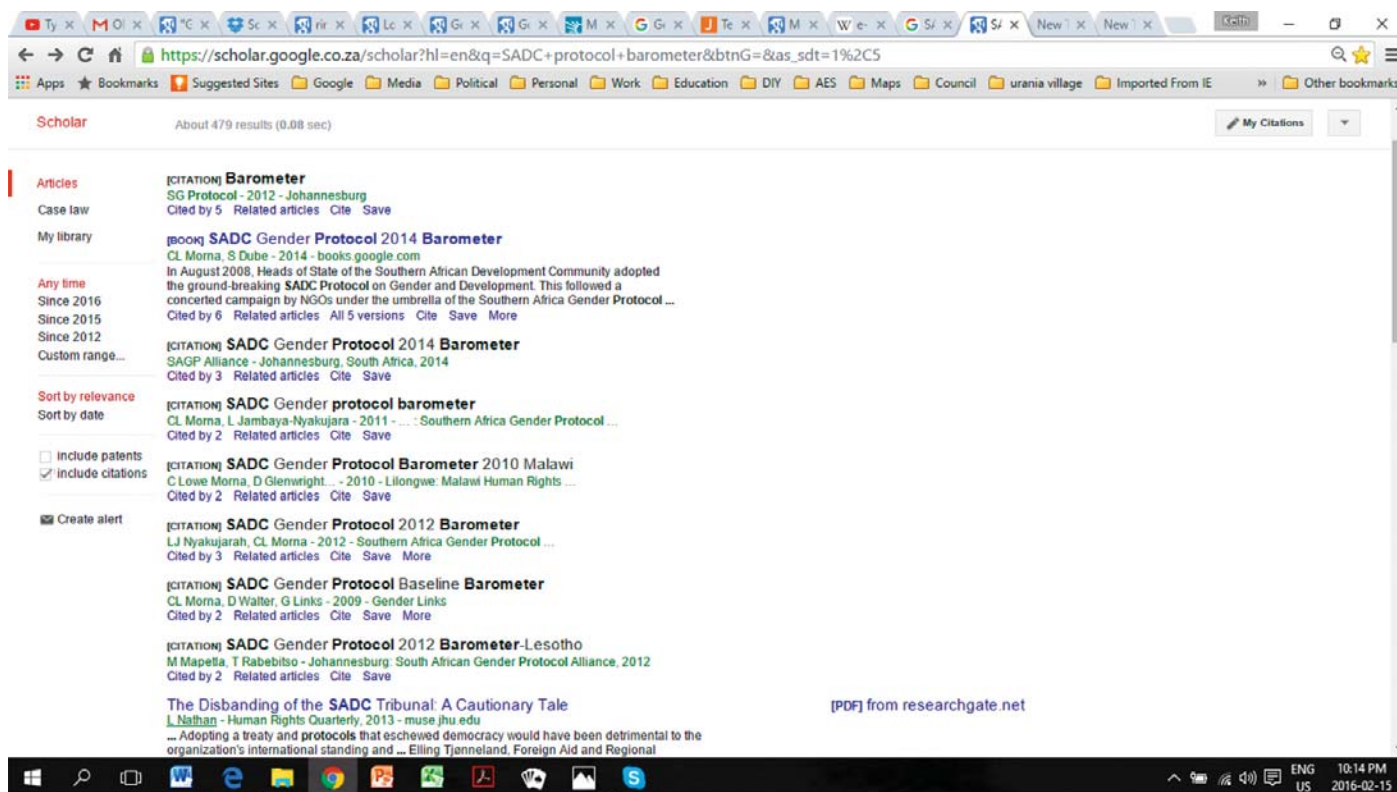 Ty M O "C Sc rir Lc Ge Ge M G Ge Te M W e- G S/ S/ New New Keith
https://scholar.google.co.za/scholar?hl=en&q=SADC+protocol+barometer&btnG=&as_sdt=1%2C5
Apps Bookmarks Suggested Sites Google Media Political Personal Work Education DIY AES Maps Council urania village Imported From IE » Other bookmarks
Scholar About 479 results (0.08 sec) My Citations
Articles
Case law
My library
Any time
Since 2016
Since 2015
Since 2012
Custom range...
Sort by relevance
Sort by date
include patents
include citations
Create alert
[CITATION] Barometer
SG Protocol - 2012 - Johannesburg
Cited by 5 Related articles Cite Save
[BOOK] SADC Gender Protocol 2014 Barometer
CL Morna, S Dube - 2014 - books.google.com
In August 2008, Heads of State of the Southern African Development Community adopted
the ground-breaking SADC Protocol on Gender and Development. This followed a
concerted campaign by NGOs under the umbrella of the Southern Africa Gender Protocol ...
Cited by 6 Related articles All 5 versions Cite Save More
[CITATION] SADC Gender Protocol 2014 Barometer
SAGP Alliance - Johannesburg, South Africa, 2014
Cited by 3 Related articles Cite Save
[CITATION] SADC Gender protocol barometer
CL Morna, L Jambaya-Nyakujara - 2011 - ... : Southern Africa Gender Protocol ...
Cited by 2 Related articles Cite Save
[CITATION] SADC Gender Protocol Barometer 2010 Malawi
C Lowe Morna, D Glenwright... - 2010 - Lilongwe: Malawi Human Rights ...
Cited by 2 Related articles Cite Save
[CITATION] SADC Gender Protocol 2012 Barometer
LJ Nyakujarah, CL Morna - 2012 - Southern Africa Gender Protocol ...
Cited by 3 Related articles Cite Save More
[CITATION] SADC Gender Protocol Baseline Barometer
CL Morna, D Walter, G Links - 2009 - Gender Links
Cited by 2 Related articles Cite Save More
[CITATION] SADC Gender Protocol 2012 Barometer-Lesotho
M Mapetla, T Rabebitso - Johannesburg: South African Gender Protocol Alliance, 2012
Cited by 2 Related articles Cite Save
The Disbanding of the SADC Tribunal: A Cautionary Tale [PDF] from researchgate.net
L Nathan - Human Rights Quarterly, 2013 - muse.jhu.edu
... Adopting a treaty and protocols that eschewed democracy would have been detrimental to the
organization's international standing and ... Elling Tjønneland, Foreign Aid and Regional
ENG 10:14 PM
US 2016-02-15